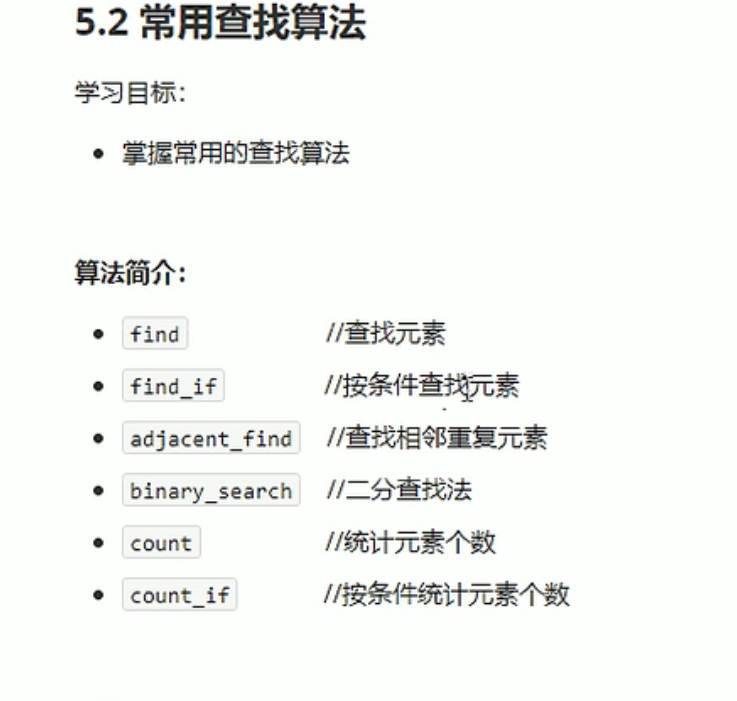 5.2 常用查找算法
学习目标：
掌握常用的查找算法
算法简介：
find //查找元素
find_if //按条件查找元素
adjacent_find //查找相邻重复元素
binary_search //二分查找法
count //统计元素个数
count_if //按条件统计元素个数